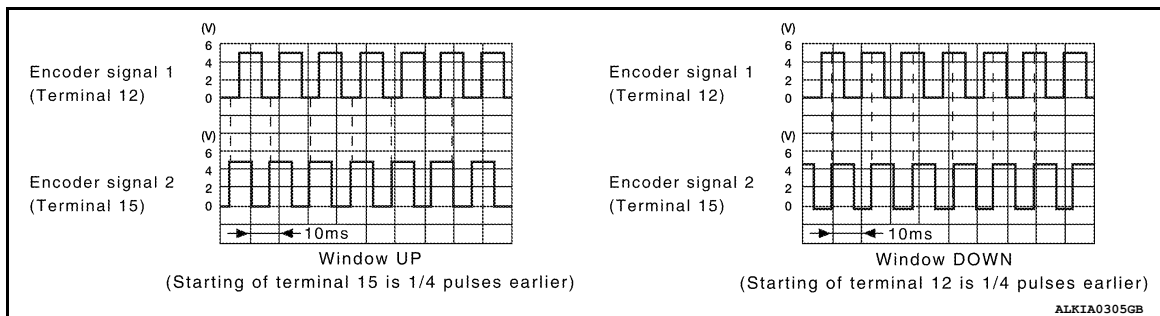 (V)
6
4
2
0
Encoder signal 1
(Terminal 12)
(V)
6
4
2
0
Encoder signal 2
(Terminal 15)
10ms
Window UP
(Starting of terminal 15 is 1/4 pulses earlier)
(V)
6
4
2
0
Encoder signal 1
(Terminal 12)
(V)
6
4
2
0
Encoder signal 2
(Terminal 15)
10ms
Window DOWN
(Starting of terminal 12 is 1/4 pulses earlier)
ALKIA0305GB